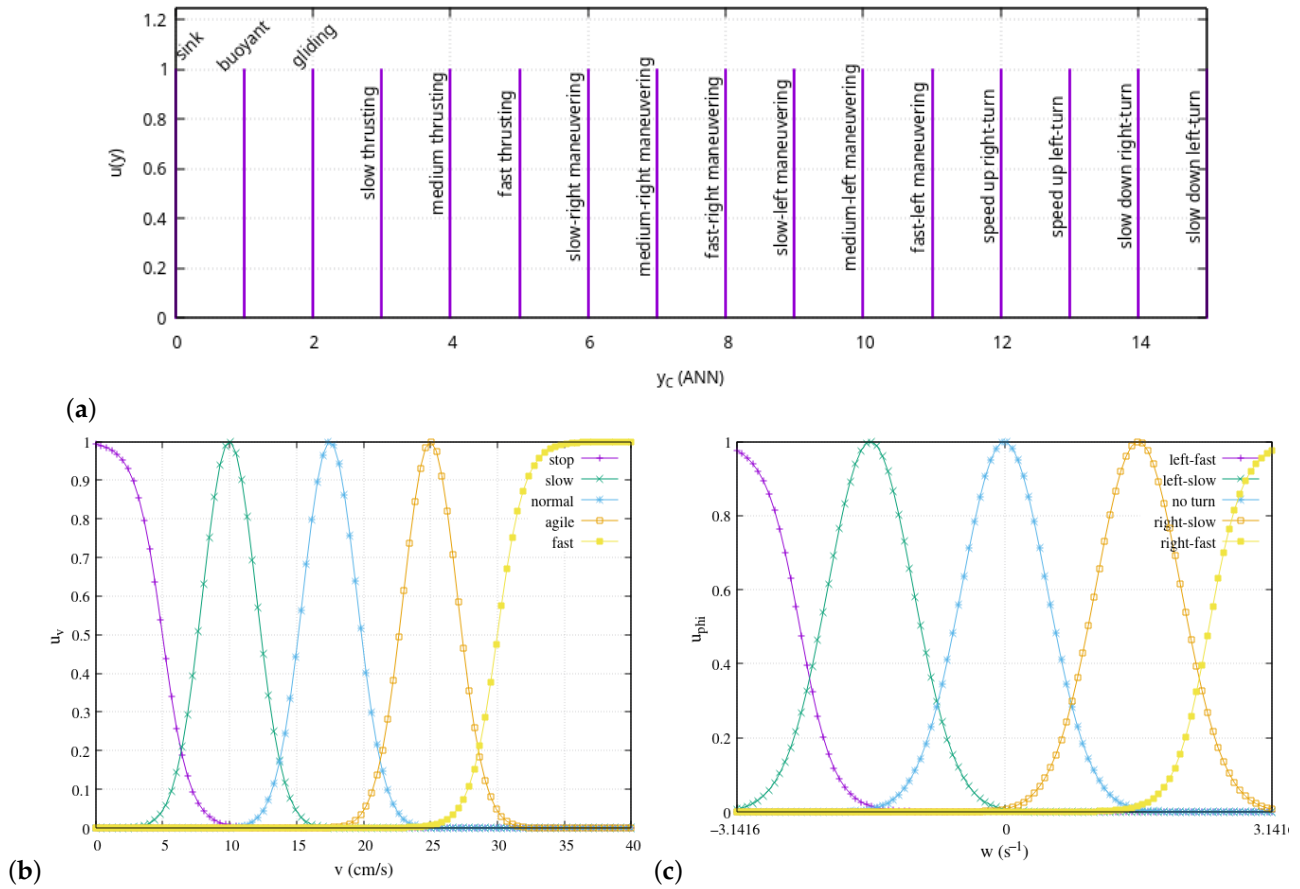 1.2
1
0.8
0.6
0.4
0.2
0
u(y)
sink
buoyant
gliding
slow thrusting
medium thrusting
fast thrusting
slow-right maneuvering
medium-right maneuvering
fast-right maneuvering
slow-left maneuvering
medium-left maneuvering
fast-left maneuvering
speed up right-turn
speed up left-turn
slow down right-turn
slow down left-turn
0 2 4 6 8 10 12 14
y_C (ANN)
(a)
1
0.9
0.8
0.7
0.6
0.5
0.4
0.3
0.2
0.1
0
u_v
stop
slow
normal
agile
fast
0 5 10 15 20 25 30 35 40
v (cm/s)
(b)
1
0.8
0.6
0.4
0.2
0
u_phi
left-fast
left-slow
no turn
right-slow
right-fast
−3.1416 0 3.1416
w (s⁻¹)
(c)